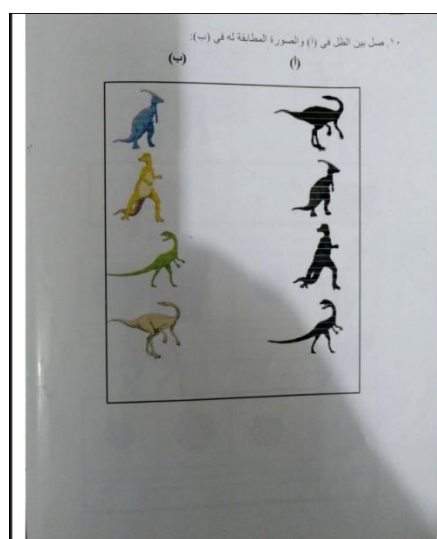 ١٠. صل بين الظل في (أ) والصورة المطابقة له في (ب):
(أ) (ب)